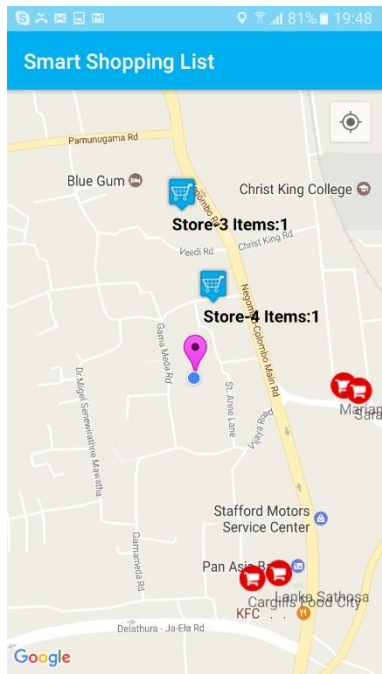 81% 19:48
Smart Shopping List
Pamunugama Rd
Blue Gum
Christ King College
Store-3 Items:1
Christ King Rd
Veedi Rd
Store-4 Items:1
Negombo-Colombo Main Rd
Gama Meda Rd
St. Anne Lane
Dr. Migel Senewirathne Mawatha
Vijaya Road
Stafford Motors
Service Center
Pan Asia
Gamameda Rd
Lanka Sathosa
Cargills Food City
KFC
Delathura - Ja-Ela Rd
Google